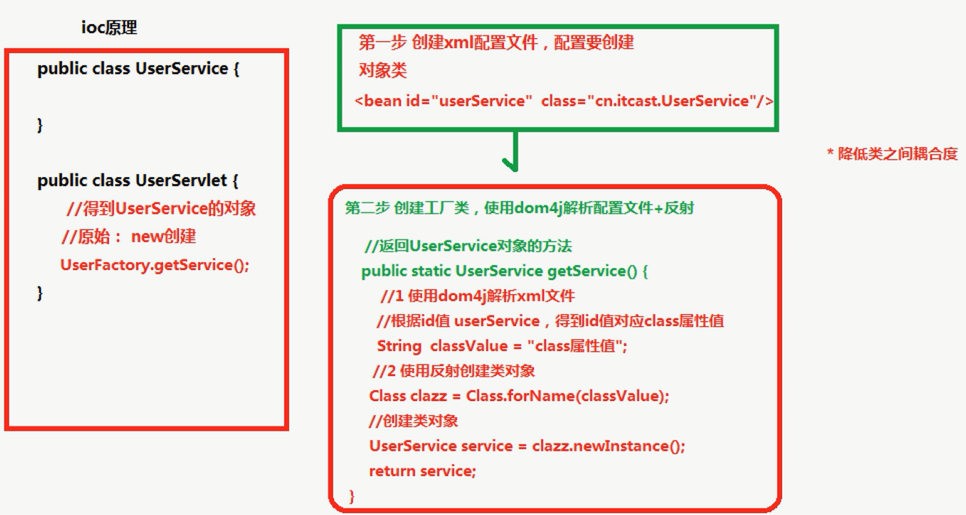 ioc原理
public class UserService {
}
public class UserServlet {
//得到UserService的对象
//原始： new创建
UserFactory.getService();
}
第一步 创建xml配置文件，配置要创建
对象类
<bean id="userService" class="cn.itcast.UserService"/>
* 降低类之间耦合度
第二步 创建工厂类，使用dom4j解析配置文件+反射
//返回UserService对象的方法
public static UserService getService() {
//1 使用dom4j解析xml文件
//根据id值 userService，得到id值对应class属性值
String classValue = "class属性值";
//2 使用反射创建类对象
Class clazz = Class.forName(classValue);
//创建类对象
UserService service = clazz.newInstance();
return service;
}